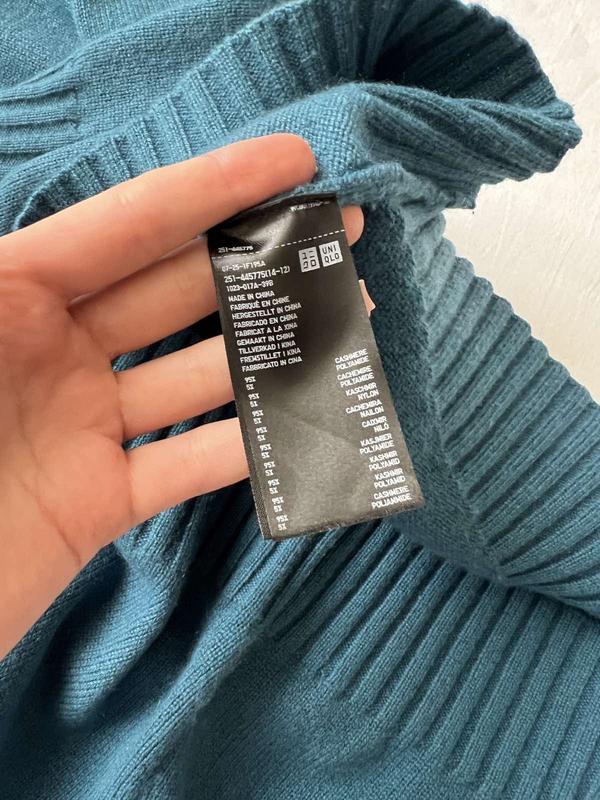 251-445775
UNI
QLO
07-25-1F195A
251-445775(14-12)
1023-017A-39B
MADE IN CHINA
FABRIQUÉ EN CHINE
HERGESTELLT IN CHINA
FABRICADO EN CHINA
FABRICAT A LA XINA
GEMAAKT IN CHINA
TILLVERKAD I KINA
FREMSTILLET I KINA
FABBRICATO IN CINA
95% CASHMERE
5% POLYAMIDE
95% CACHEMIRE
5% POLYAMIDE
95% KASCHMIR
5% NYLON
95% CACHEMIRA
5% NAILON
95% CAIXMIR
5% NILÓ
95% KASJMIER
5% POLYAMIDE
95% KASHMIR
5% POLYAMID
95% KASHMIR
5% POLYAMID
95% CASHMERE
5% POLIAMMIDE